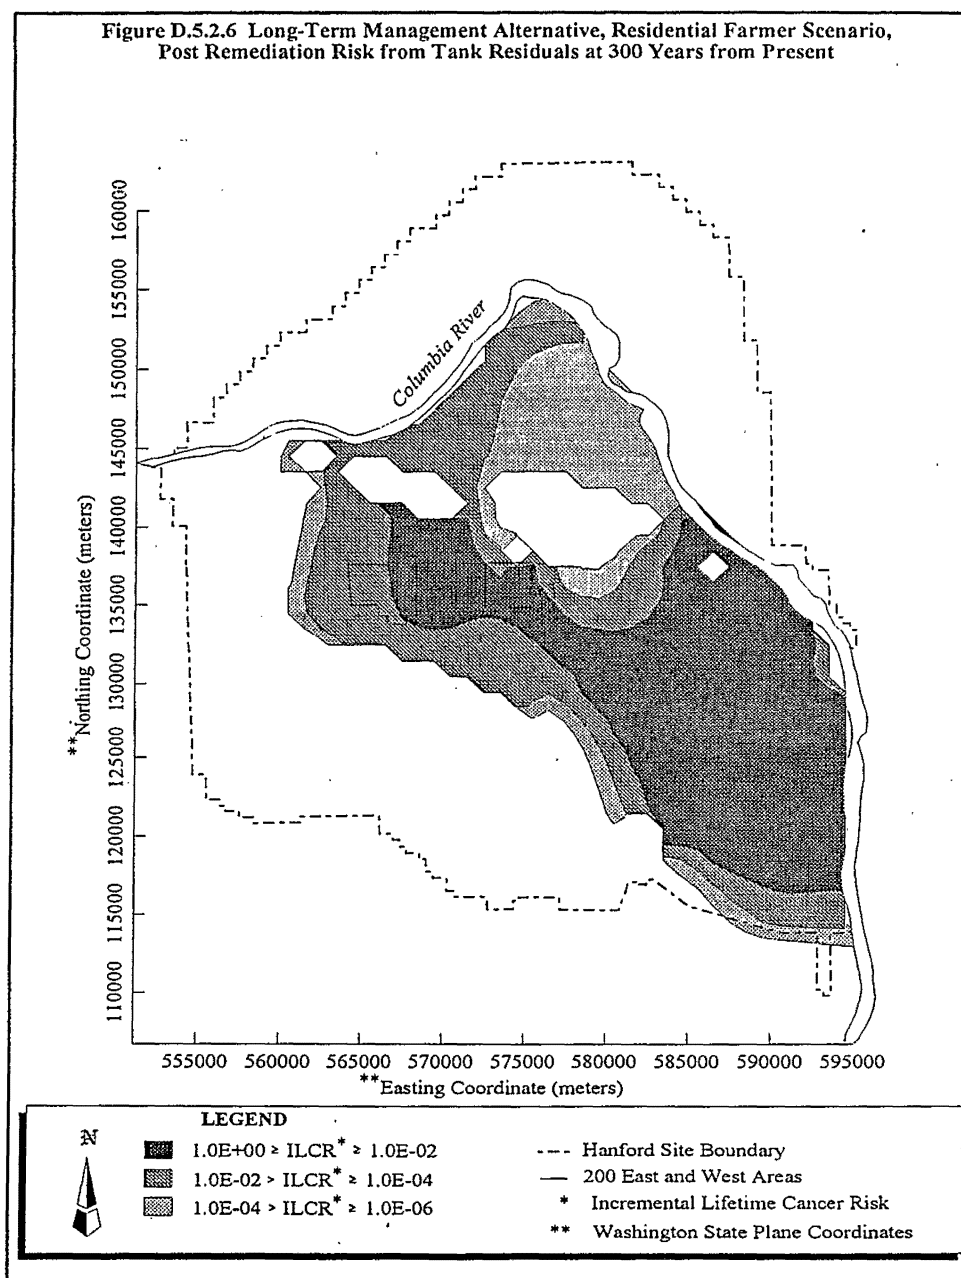 Figure D.5.2.6 Long-Term Management Alternative, Residential Farmer Scenario,
Post Remediation Risk from Tank Residuals at 300 Years from Present
160000
155000
150000
145000
140000
135000
130000
125000
120000
115000
110000
**Northing Coordinate (meters)
Columbia River
555000 560000 565000 570000 575000 580000 585000 590000 595000
**Easting Coordinate (meters)
LEGEND
N
1.0E+00 ≥ ILCR* ≥ 1.0E-02
1.0E-02 > ILCR* ≥ 1.0E-04
1.0E-04 > ILCR* ≥ 1.0E-06
Hanford Site Boundary
200 East and West Areas
* Incremental Lifetime Cancer Risk
** Washington State Plane Coordinates